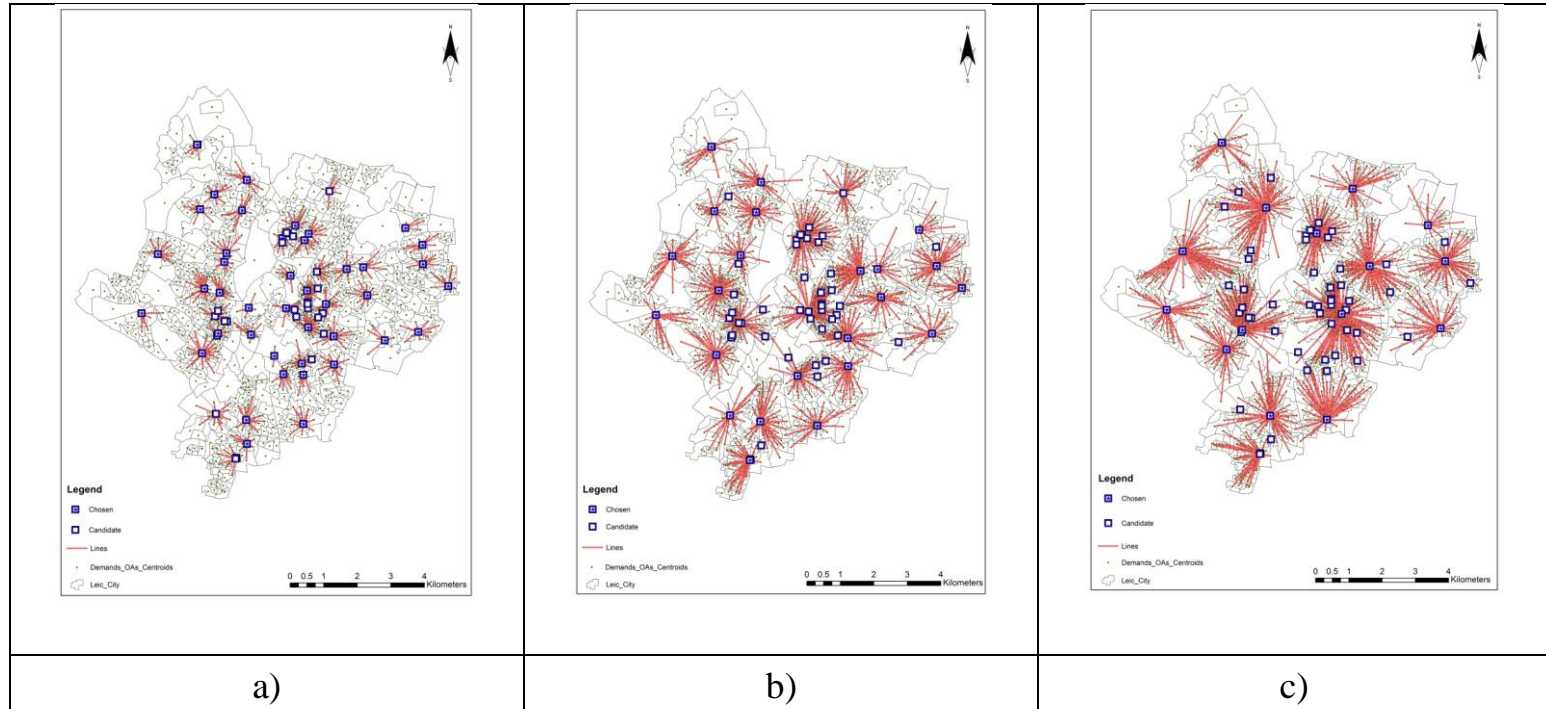 N
S
Legend
Chosen
Candidate
Lines
Demands_OAs_Centroids
Leic_City
0 0.5 1 2 3 4
Kilometers
N
S
Legend
Chosen
Candidate
Lines
Demands_OAs_Centroids
Leic_City
0 0.5 1 2 3 4
Kilometers
N
S
Legend
Chosen
Candidate
Lines
Demands_OAs_Centroids
Leic_City
0 0.5 1 2 3 4
Kilometers
a)
b)
c)